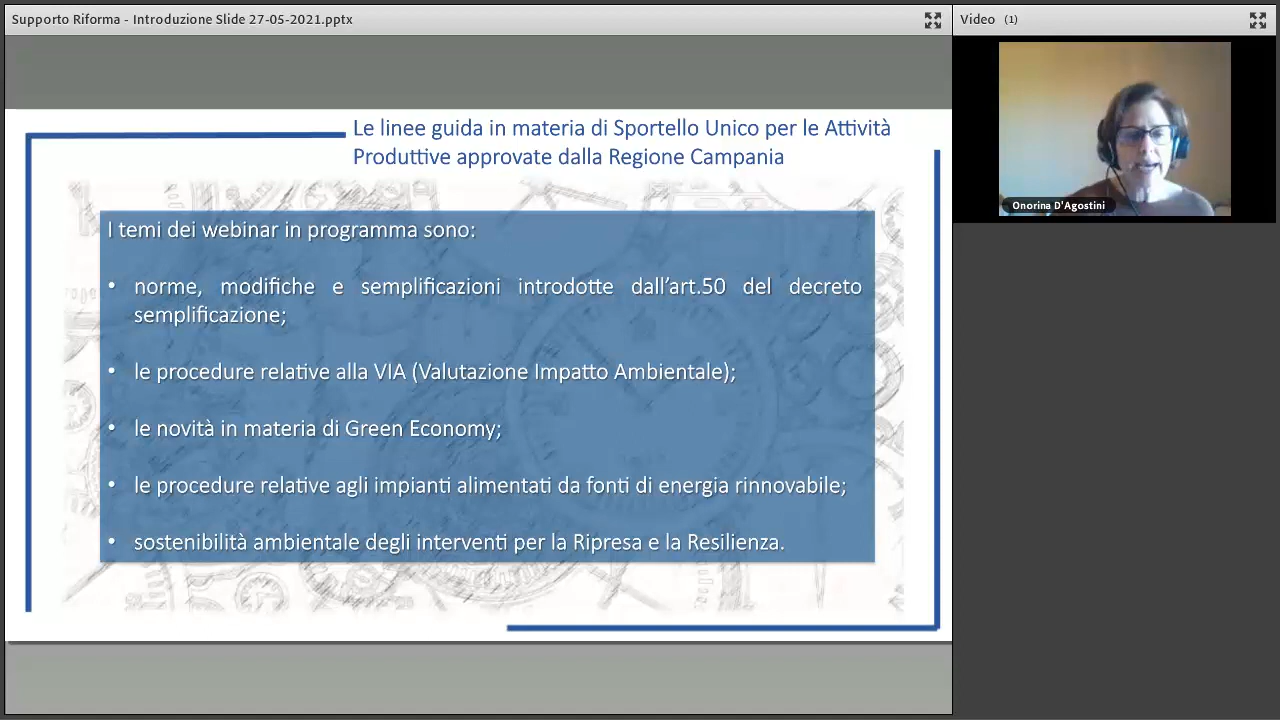 Supporto Riforma - Introduzione Slide 27-05-2021.pptx
Video (1)
Onorina D'Agostini
Le linee guida in materia di Sportello Unico per le Attività
Produttive approvate dalla Regione Campania
I temi dei webinar in programma sono:
• norme, modifiche e semplificazioni introdotte dall'art.50 del decreto
semplificazione;
• le procedure relative alla VIA (Valutazione Impatto Ambientale);
• le novità in materia di Green Economy;
• le procedure relative agli impianti alimentati da fonti di energia rinnovabile;
• sostenibilità ambientale degli interventi per la Ripresa e la Resilienza.